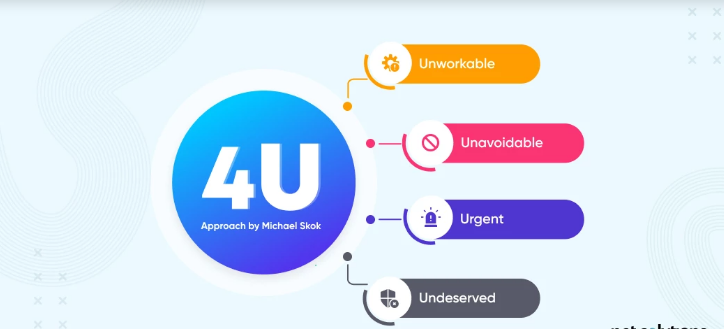 Unworkable
4U
Approach by Michael Skok
Unavoidable
Urgent
Undeserved